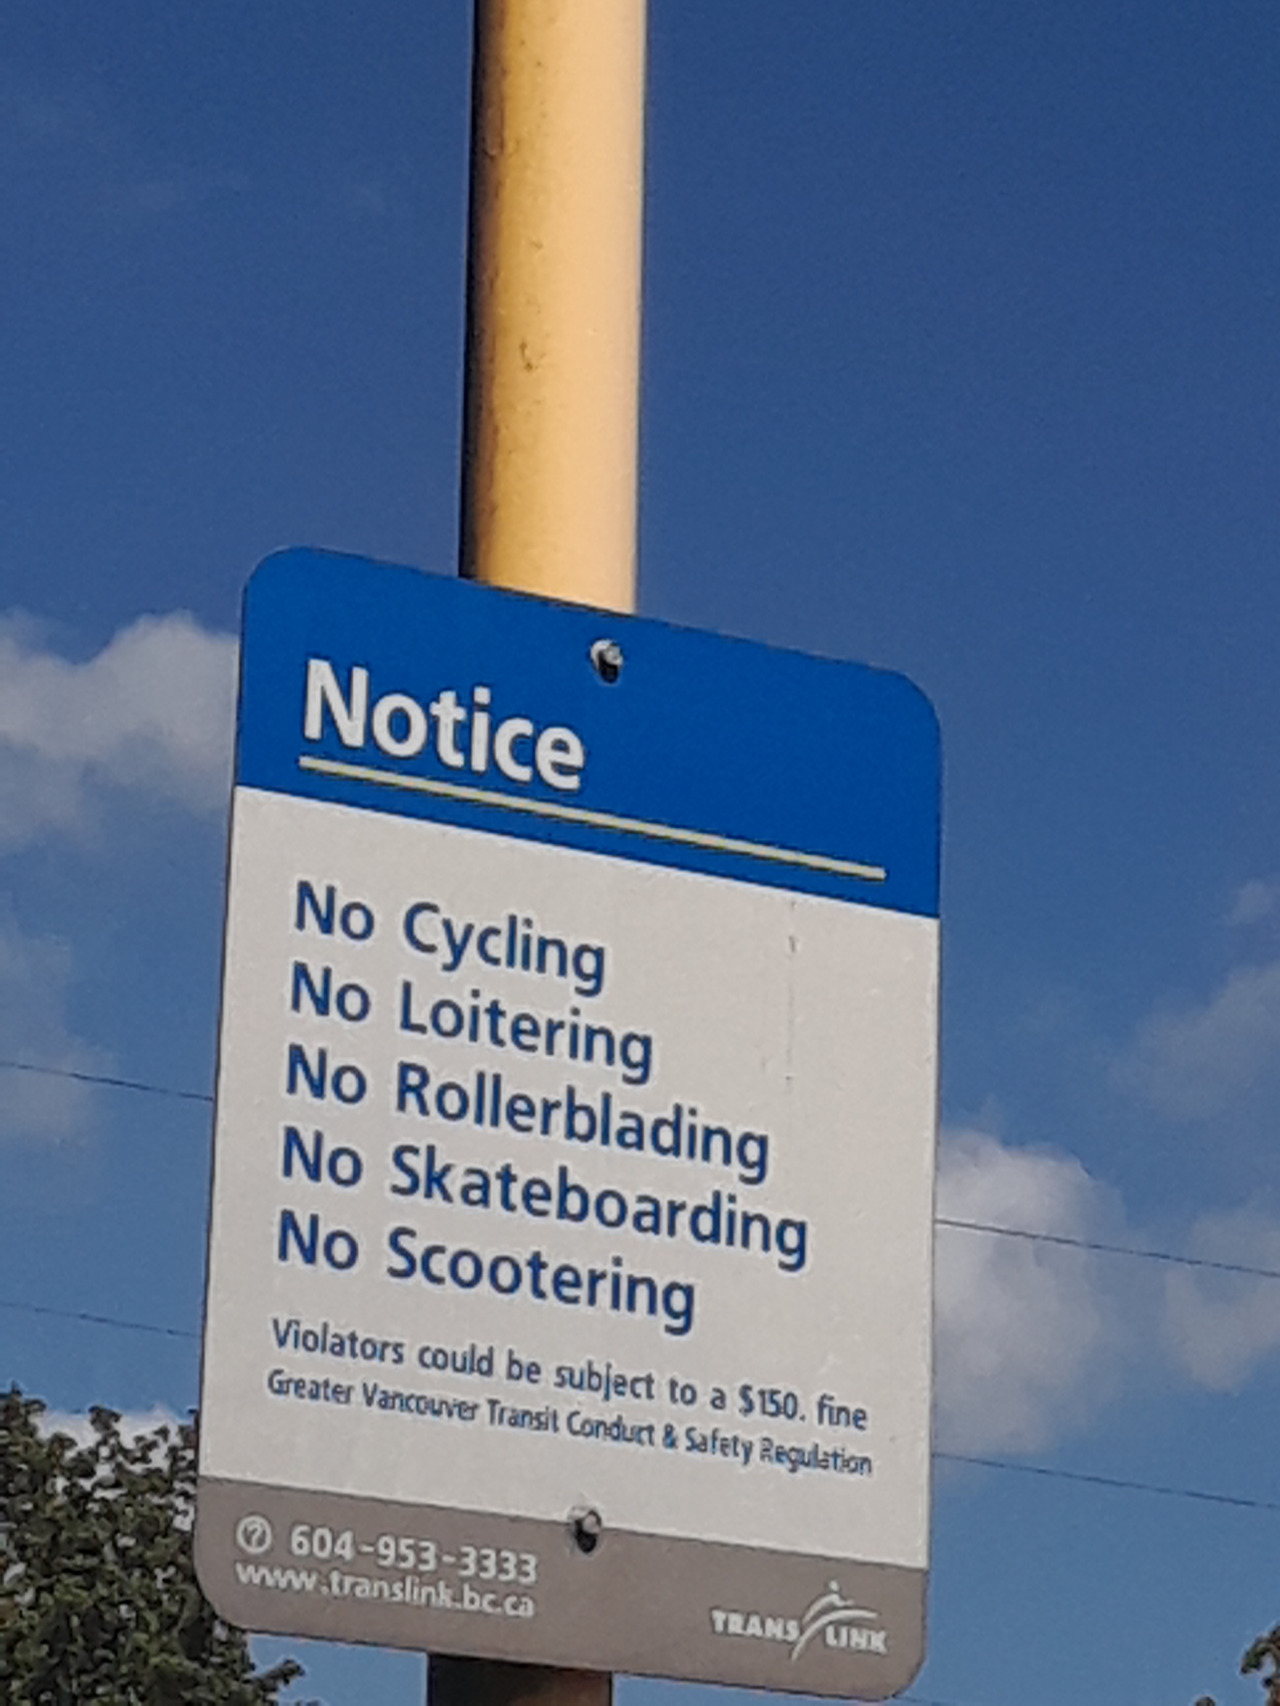 Notice
No Cycling
No Loitering
No Rollerblading
No Skateboarding
No Scootering
Violators could be subject to a $150. fine
Greater Vancouver Transit Conduct & Safety Regulation
? 604-953-3333
www.translink.bc.ca
TRANS LINK